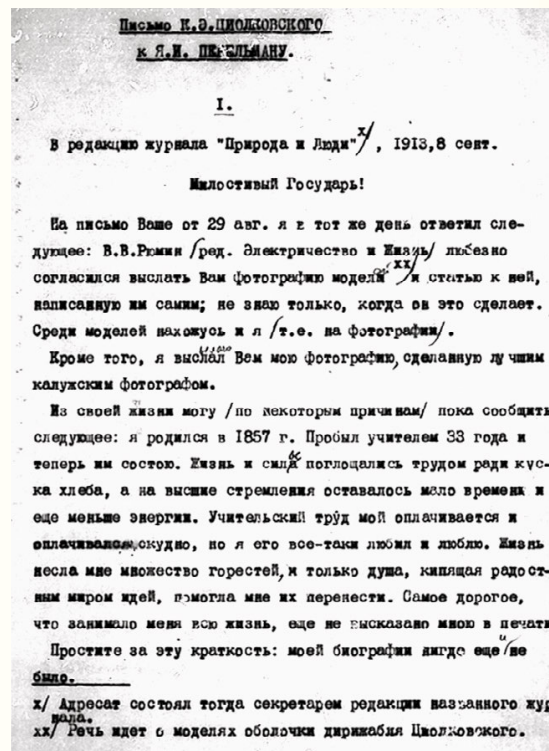 Письмо К.Э.ЦИОЛКОВСКОГО
к Я.И. ПЕРЕЛЬМАНУ.
I.
В редакцию журнала "Природа и Люди" х/, 1913,8 сент.
Милостивый Государь!
На письмо Ваше от 29 авг. я в тот же день ответил сле-
дующее: В.В.Рюмин /ред. Электричество и Жизнь/ любезно
согласился выслать Вам фотографию модели хх/ и статью к ней,
написанную им самим; не знаю только, когда он это сделает.
Среди моделей нахожусь и я /т.е. на фотографии/.
Кроме того, я выслал Вам мою фотографию, сделанную лучшим
калужским фотографом.
Из своей жизни могу /по некоторым причинам/ пока сообщить
следующее: я родился в 1857 г. Пробыл учителем 33 года и
теперь им состою. Жизнь и силы поглощались трудом ради кус-
ка хлеба, а на высшие стремления оставалось мало времени и
еще меньше энергии. Учительский труд мой оплачивается и
оплачивался скудно, но я его все-таки любил и люблю. Жизнь
несла мне множество горестей, и только душа, кипящая радост-
ным миром идей, помогла мне их перенести. Самое дорогое,
что занимало меня всю жизнь, еще не высказано мною в печати
Простите за эту краткость: моей биографии нигде еще и не
было.
х/ Адресат состоял тогда секретарем редакции названного жур
нала.
хх/ Речь идет о моделях оболочки дирижабля Циолковского.